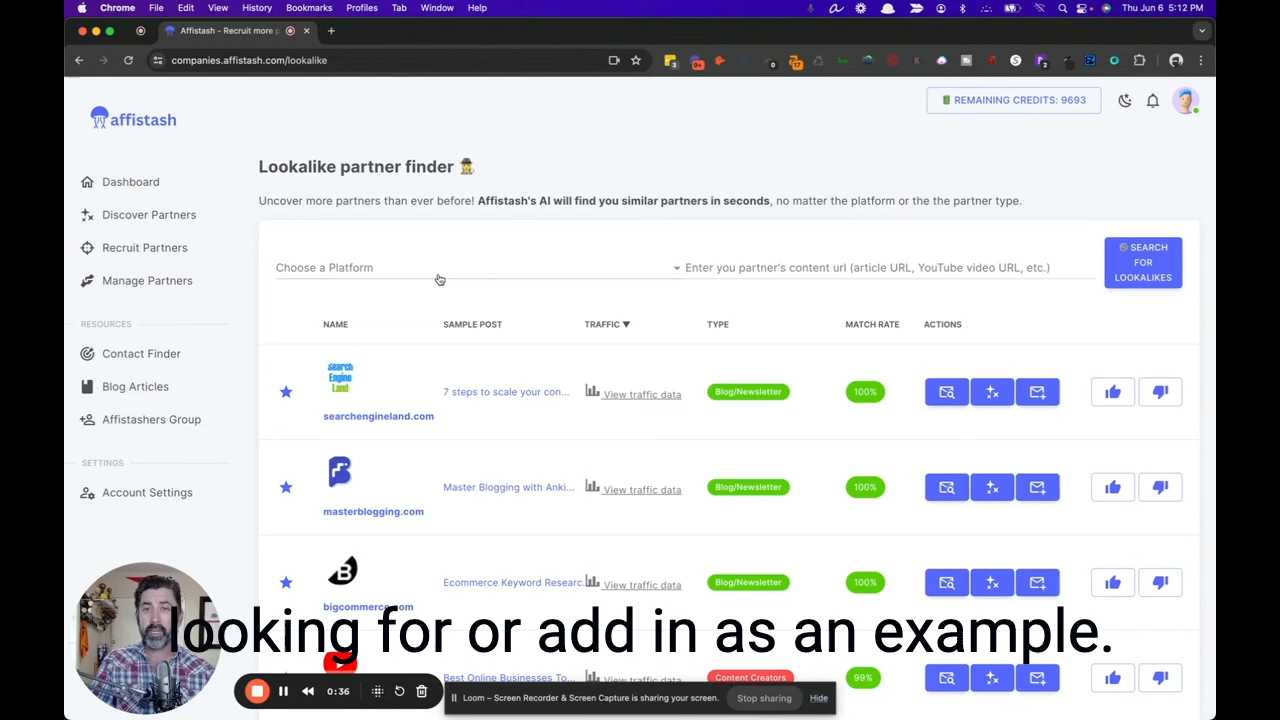 Chrome File Edit View History Bookmarks Profiles Tab Window Help Thu Jun 6 5:12 PM
Affistash - Recruit more p
companies.affistash.com/lookalike
affistash
REMAINING CREDITS: 9693
Dashboard
Discover Partners
Recruit Partners
Manage Partners
RESOURCES
Contact Finder
Blog Articles
Affistashers Group
SETTINGS
Account Settings
Lookalike partner finder
Uncover more partners than ever before! Affistash's AI will find you similar partners in seconds, no matter the platform or the the partner type.
Choose a Platform
Enter you partner's content url (article URL, YouTube video URL, etc.)
SEARCH
FOR
LOOKALIKES
NAME SAMPLE POST TRAFFIC ▼ TYPE MATCH RATE ACTIONS
Search
Engine
Land
searchengineland.com
7 steps to scale your con...
View traffic data
Blog/Newsletter
100%
masterblogging.com
Master Blogging with Anki...
View traffic data
Blog/Newsletter
100%
B
bigcommerce.com
Ecommerce Keyword Researc...
View traffic data
Blog/Newsletter
100%
looking for or add in as an example.
Best Online Businesses To...
Content Creators
99%
0:36
Loom – Screen Recorder & Screen Capture is sharing your screen.
Stop sharing
Hide